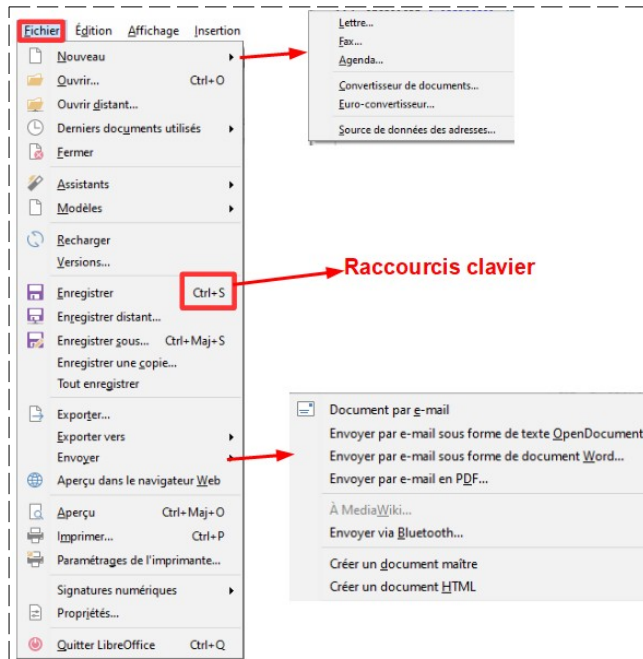 Fichier Édition Affichage Insertion
Nouveau
Ouvrir... Ctrl+O
Ouvrir distant...
Derniers documents utilisés
Fermer
Assistants
Modèles
Recharger
Versions...
Enregistrer Ctrl+S
Enregistrer distant...
Enregistrer sous... Ctrl+Maj+S
Enregistrer une copie...
Tout enregistrer
Exporter...
Exporter vers
Envoyer
Aperçu dans le navigateur Web
Aperçu Ctrl+Maj+O
Imprimer... Ctrl+P
Paramétrages de l'imprimante...
Signatures numériques
Propriétés...
Quitter LibreOffice Ctrl+Q
Lettre...
Fax...
Agenda...
Convertisseur de documents...
Euro-convertisseur...
Source de données des adresses...
Raccourcis clavier
Document par e-mail
Envoyer par e-mail sous forme de texte OpenDocument
Envoyer par e-mail sous forme de document Word...
Envoyer par e-mail en PDF...
À MediaWiki...
Envoyer via Bluetooth...
Créer un document maître
Créer un document HTML